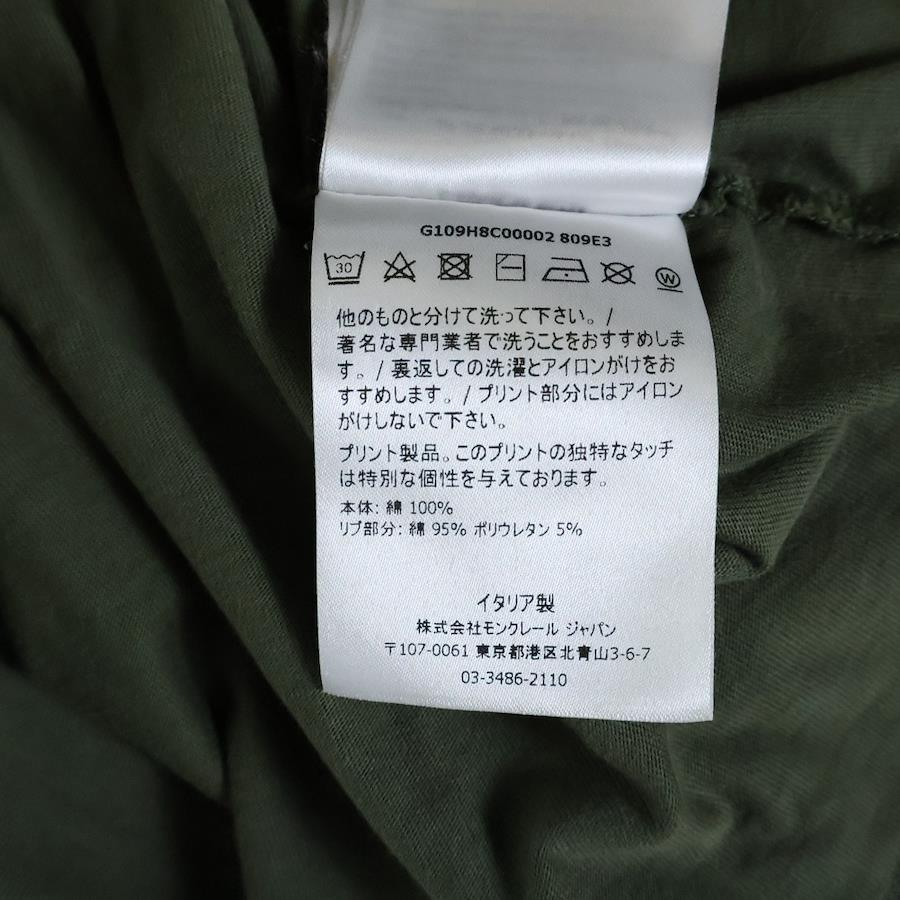 G109H8C00002 809E3
30
W
他のものと分けて洗って下さい。/
著名な専門業者で洗うことをおすすめしま
す。/ 裏返しての洗濯とアイロンがけをお
すすめします。/ プリント部分にはアイロン
がけしないで下さい。
プリント製品。このプリントの独特なタッチ
は特別な個性を与えております。
本体: 綿 100%
リブ部分: 綿 95% ポリウレタン 5%
イタリア製
株式会社モンクレール ジャパン
〒107-0061 東京都港区北青山3-6-7
03-3486-2110